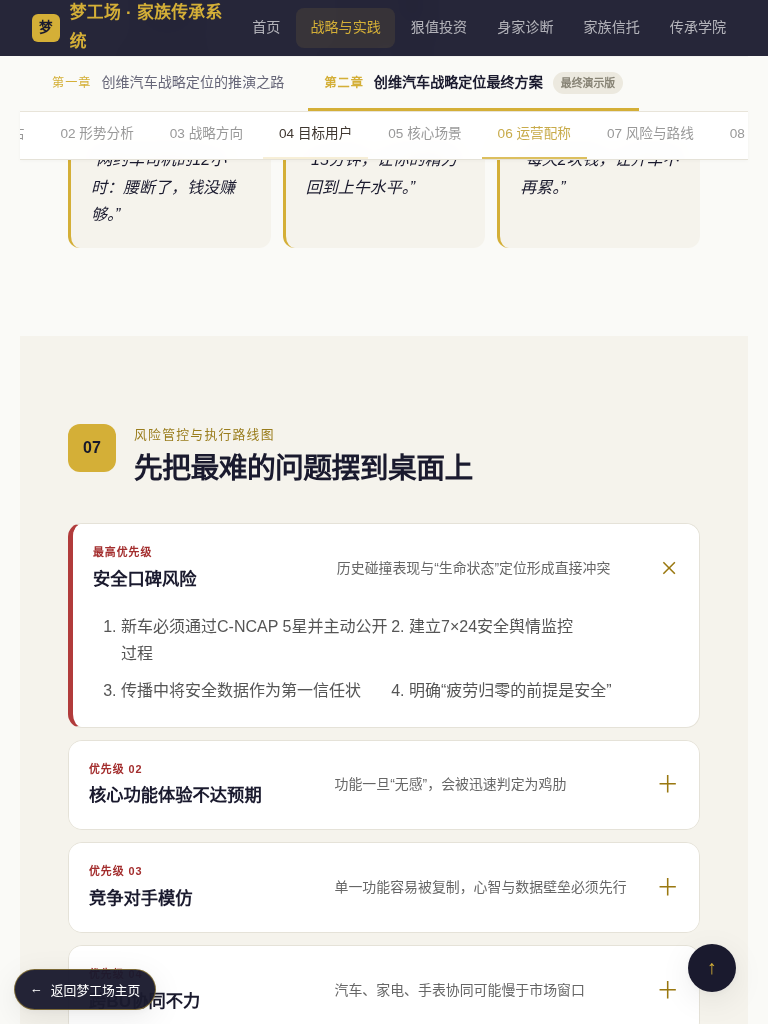 梦 梦工场 · 家族传承系统 首页 战略与实践 狠值投资 身家诊断 家族信托 传承学院
第一章 创维汽车战略定位的推演之路 第二章 创维汽车战略定位最终方案 最终演示版
02 形势分析 03 战略方向 04 目标用户 05 核心场景 06 运营配称 07 风险与路线 08
时：腰断了，钱没赚够。”
回到上午水平。”
再累。”
07
风险管控与执行路线图
先把最难的问题摆到桌面上
最高优先级
安全口碑风险
历史碰撞表现与“生命状态”定位形成直接冲突
×
1. 新车必须通过C-NCAP 5星并主动公开过程
2. 建立7×24安全舆情监控
3. 传播中将安全数据作为第一信任状
4. 明确“疲劳归零的前提是安全”
优先级 02
核心功能体验不达预期
功能一旦“无感”，会被迅速判定为鸡肋
+
优先级 03
竞争对手模仿
单一功能容易被复制，心智与数据壁垒必须先行
+
同不力
汽车、家电、手表协同可能慢于市场窗口
+
← 返回梦工场主页
↑